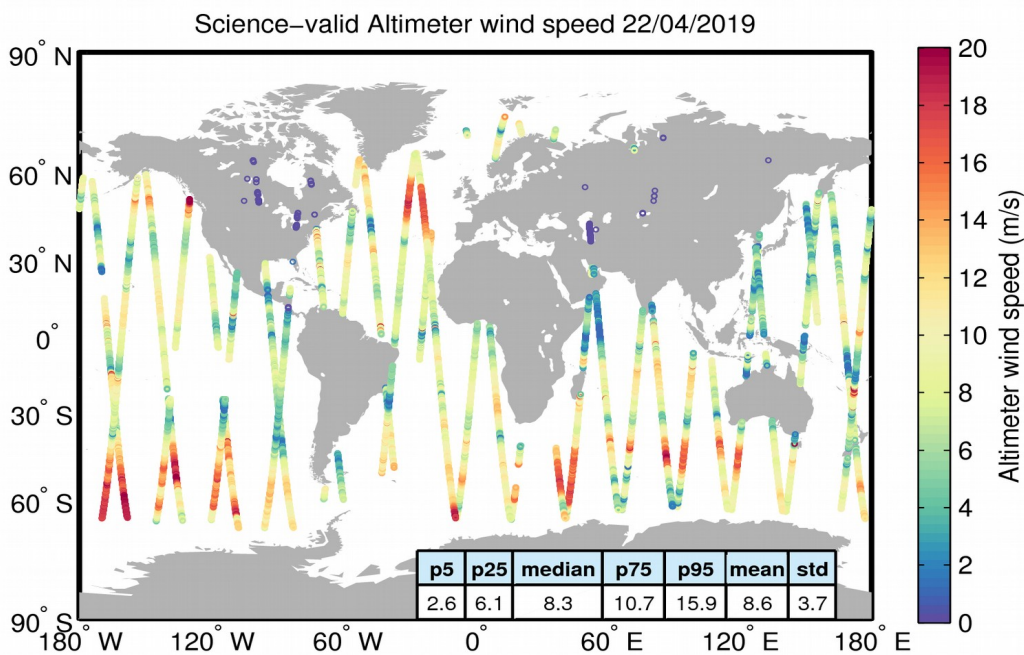 Science−valid Altimeter wind speed 22/04/2019
90° N
60° N
30° N
0°
30° S
60° S
90° S
180° W
120° W
60° W
0°
60° E
120° E
180° E
p5 p25 median p75 p95 mean std
2.6 6.1 8.3 10.7 15.9 8.6 3.7
20
18
16
14
12
10
8
6
4
2
0
Altimeter wind speed (m/s)